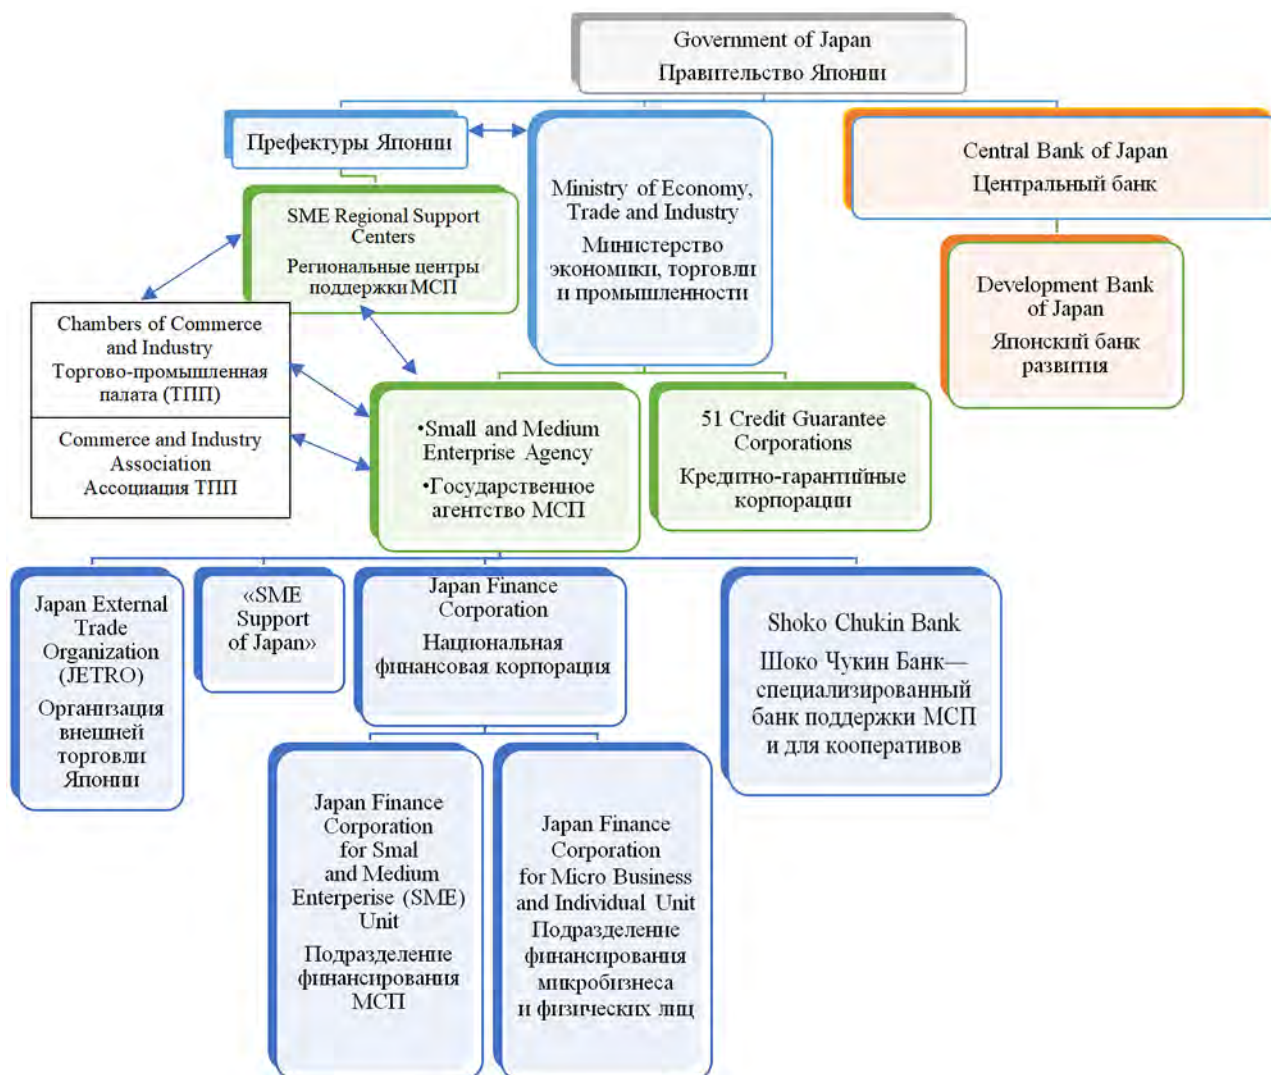 Government of Japan
Правительство Японии
Префектуры Японии
Ministry of Economy,
Trade and Industry
Министерство
экономики, торговли
и промышленности
Central Bank of Japan
Центральный банк
SME Regional Support
Centers
Региональные центры
поддержки МСП
Development Bank
of Japan
Японский банк
развития
Chambers of Commerce
and Industry
Торгово-промышленная
палата (ТПП)
Commerce and Industry
Association
Ассоциация ТПП
•Small and Medium
Enterprise Agency
•Государственное
агентство МСП
51 Credit Guarantee
Corporations
Кредитно-гарантийные
корпорации
Japan External
Trade
Organization
(JETRO)
Организация
внешней
торговли
Японии
«SME
Support
of Japan»
Japan Finance
Corporation
Национальная
финансовая корпорация
Shoko Chukin Bank
Шоко Чукин Банк—
специализированный
банк поддержки МСП
и для кооперативов
Japan Finance
Corporation
for Smal
and Medium
Enterperise (SME)
Unit
Подразделение
финансирования
МСП
Japan Finance
Corporation
for Micro Business
and Individual Unit
Подразделение
финансирования
микробизнеса
и физических лиц